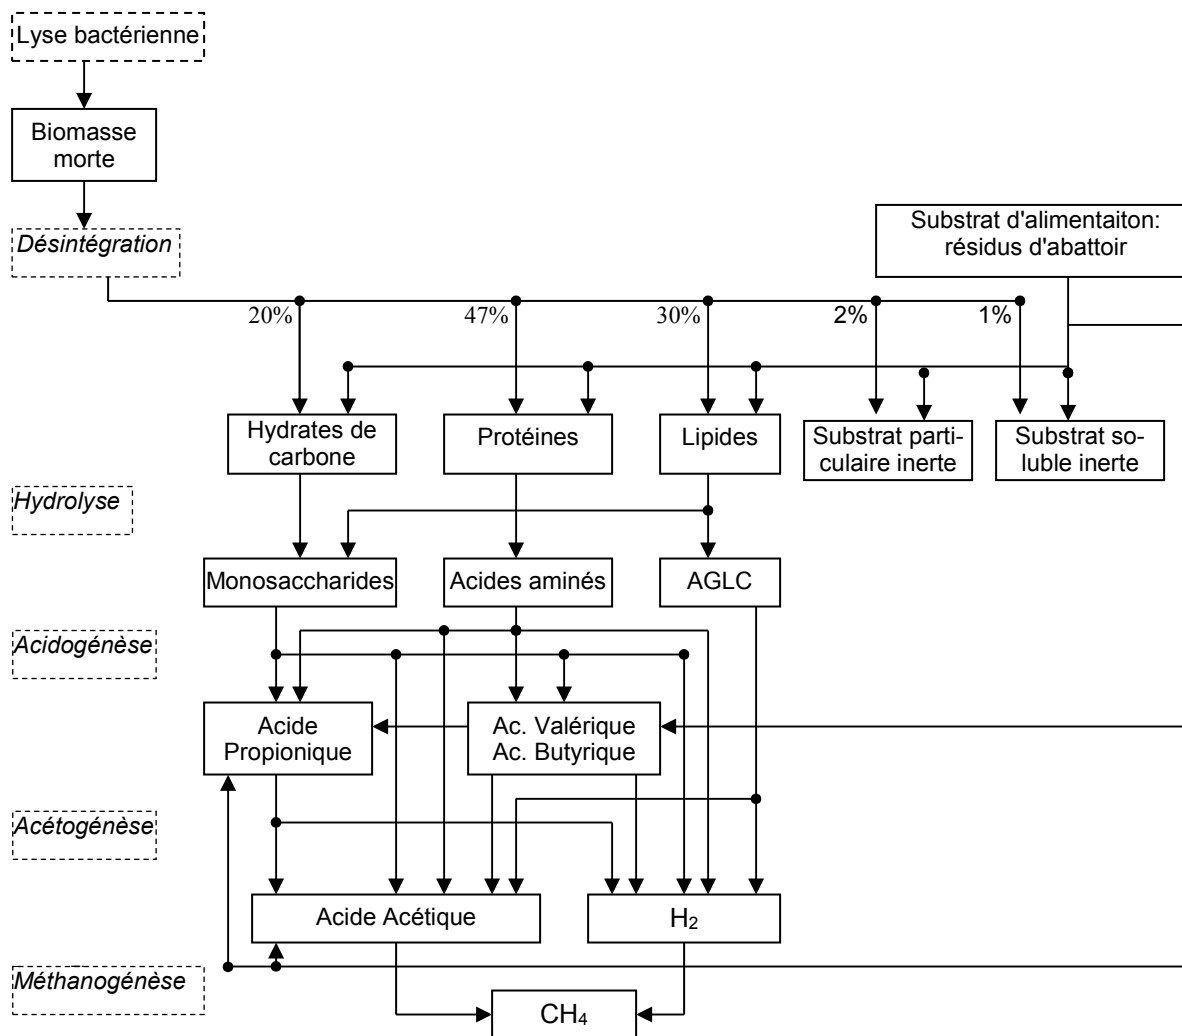 Lyse bactérienne
Biomasse
morte
Désintégration
Substrat d'alimentaiton:
résidus d'abattoir
20%
47%
30%
2%
1%
Hydrates de
carbone
Protéines
Lipides
Substrat parti-
culaire inerte
Substrat so-
luble inerte
Hydrolyse
Monosaccharides
Acides aminés
AGLC
Acidogénèse
Acide
Propionique
Ac. Valérique
Ac. Butyrique
Acétogénèse
Acide Acétique
H2
Méthanogénèse
CH4